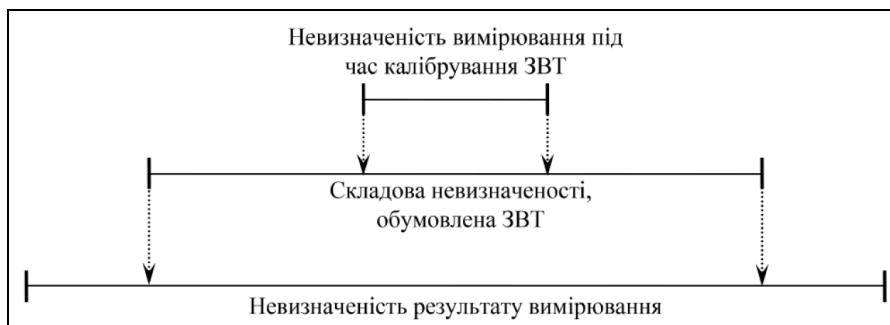 Невизначеність вимірювання під
час калібрування ЗВТ
Складова невизначеності,
обумовлена ЗВТ
Невизначеність результату вимірювання